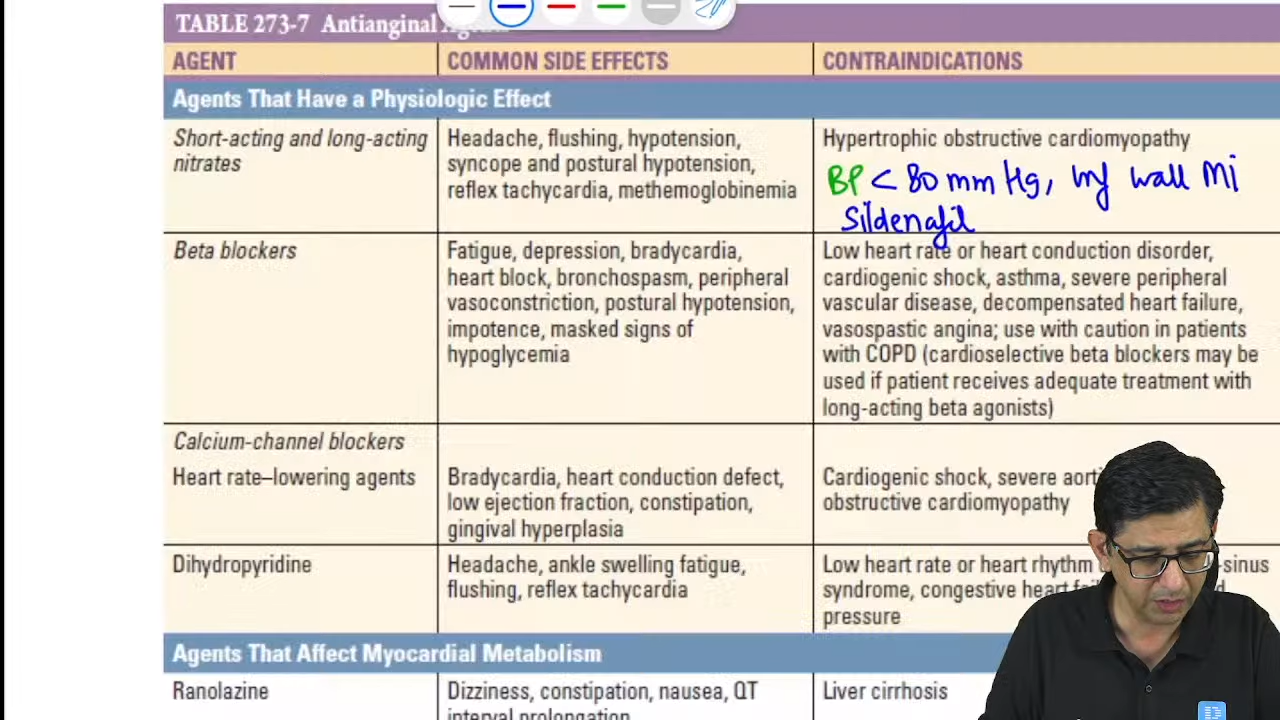 TABLE 273-7 Antianginal
AGENT
COMMON SIDE EFFECTS
CONTRAINDICATIONS
Agents That Have a Physiologic Effect
Short-acting and long-acting
nitrates
Headache, flushing, hypotension,
syncope and postural hypotension,
reflex tachycardia, methemoglobinemia
Hypertrophic obstructive cardiomyopathy
BP < 80 mm Hg, inf wall Mi
Sildenafil
Beta blockers
Fatigue, depression, bradycardia,
heart block, bronchospasm, peripheral
vasoconstriction, postural hypotension,
impotence, masked signs of
hypoglycemia
Low heart rate or heart conduction disorder,
cardiogenic shock, asthma, severe peripheral
vascular disease, decompensated heart failure,
vasospastic angina; use with caution in patients
with COPD (cardioselective beta blockers may be
used if patient receives adequate treatment with
long-acting beta agonists)
Calcium-channel blockers
Heart rate–lowering agents
Bradycardia, heart conduction defect,
low ejection fraction, constipation,
gingival hyperplasia
Cardiogenic shock, severe
obstructive cardiomyopathy
Dihydropyridine
Headache, ankle swelling fatigue,
flushing, reflex tachycardia
Low heart rate or heart rhythm -sinus
syndrome, congestive heart
pressure
Agents That Affect Myocardial Metabolism
Ranolazine
Dizziness, constipation, nausea, QT
interval prolongation
Liver cirrhosis